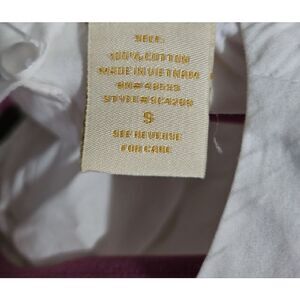 SELF:
100% COTTON
MADE IN VIETNAM
S
SEE REVERSE
FOR CARE